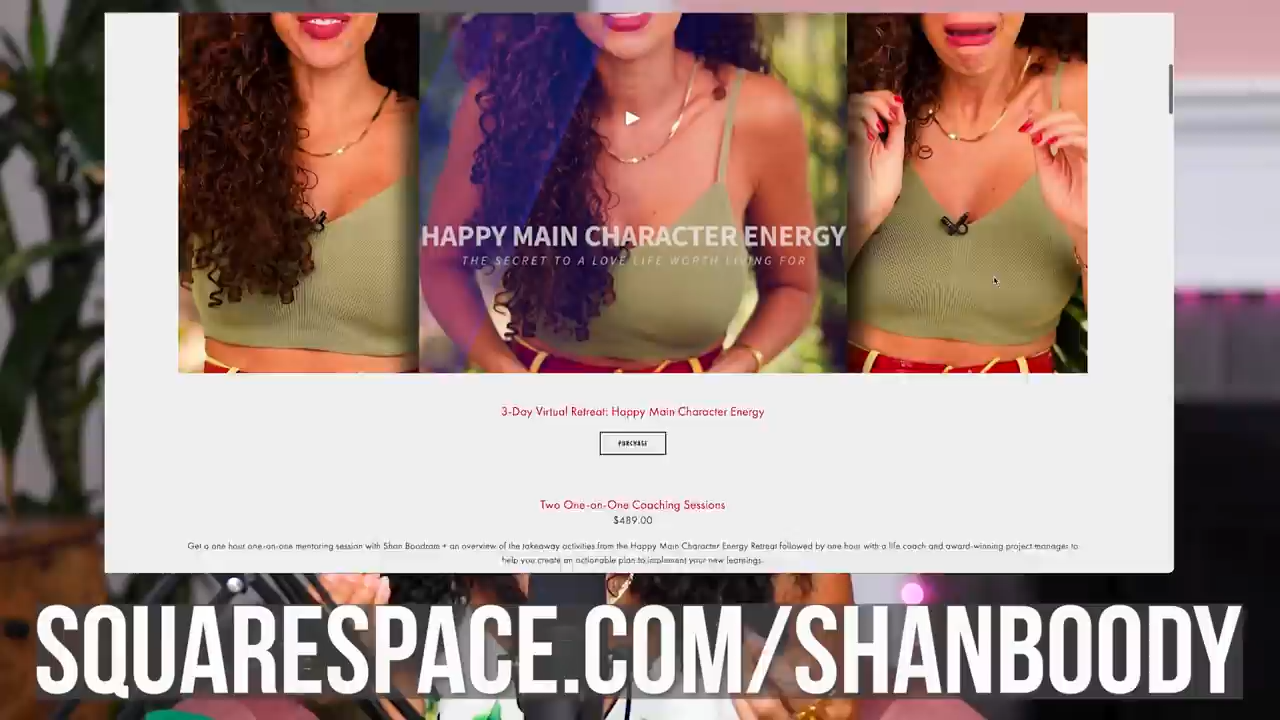 HAPPY MAIN CHARACTER ENERGY
THE SECRET TO A LOVE LIFE WORTH LIVING FOR
3-Day Virtual Retreat: Happy Main Character Energy
PURCHASE
Two One-on-One Coaching Sessions
$489.00
Get a one hour one-on-one mentoring session with Shan Boodram + an overview of the takeaway activities from the Happy Main Character Energy Retreat followed by one hour with a life coach and award-winning project manager to
help you create an actionable plan to implement your new learnings.
SQUARESPACE.COM/SHANBOODY